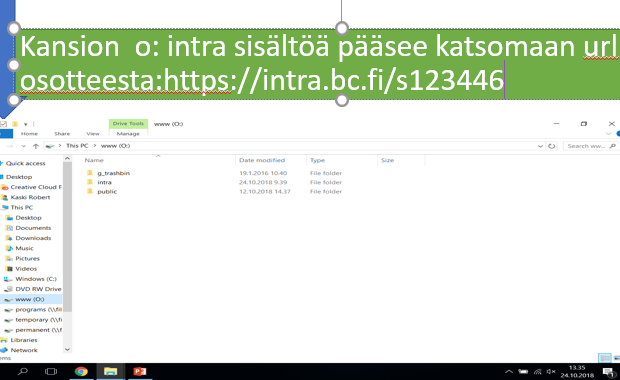 Kansion o: intra sisältöä pääsee katsomaan url
osotteesta:https://intra.bc.fi/s123446
Drive Tools www (O:)
Home Share View Manage
This PC > www (O:) Search ww...
Name Date modified Type Size
Quick access
g_trashbin 19.1.2016 10.40 File folder
Desktop
intra 24.10.2018 9.39 File folder
Creative Cloud F
public 12.10.2018 14.37 File folder
Kaski Robert
This PC
Desktop
Documents
Downloads
Music
Pictures
Videos
Windows (C:)
DVD RW Drive
www (O:)
programs (\\fil
temporary (\\fi
permanent (\\f
Libraries
Network
ems
13.35
24.10.2018